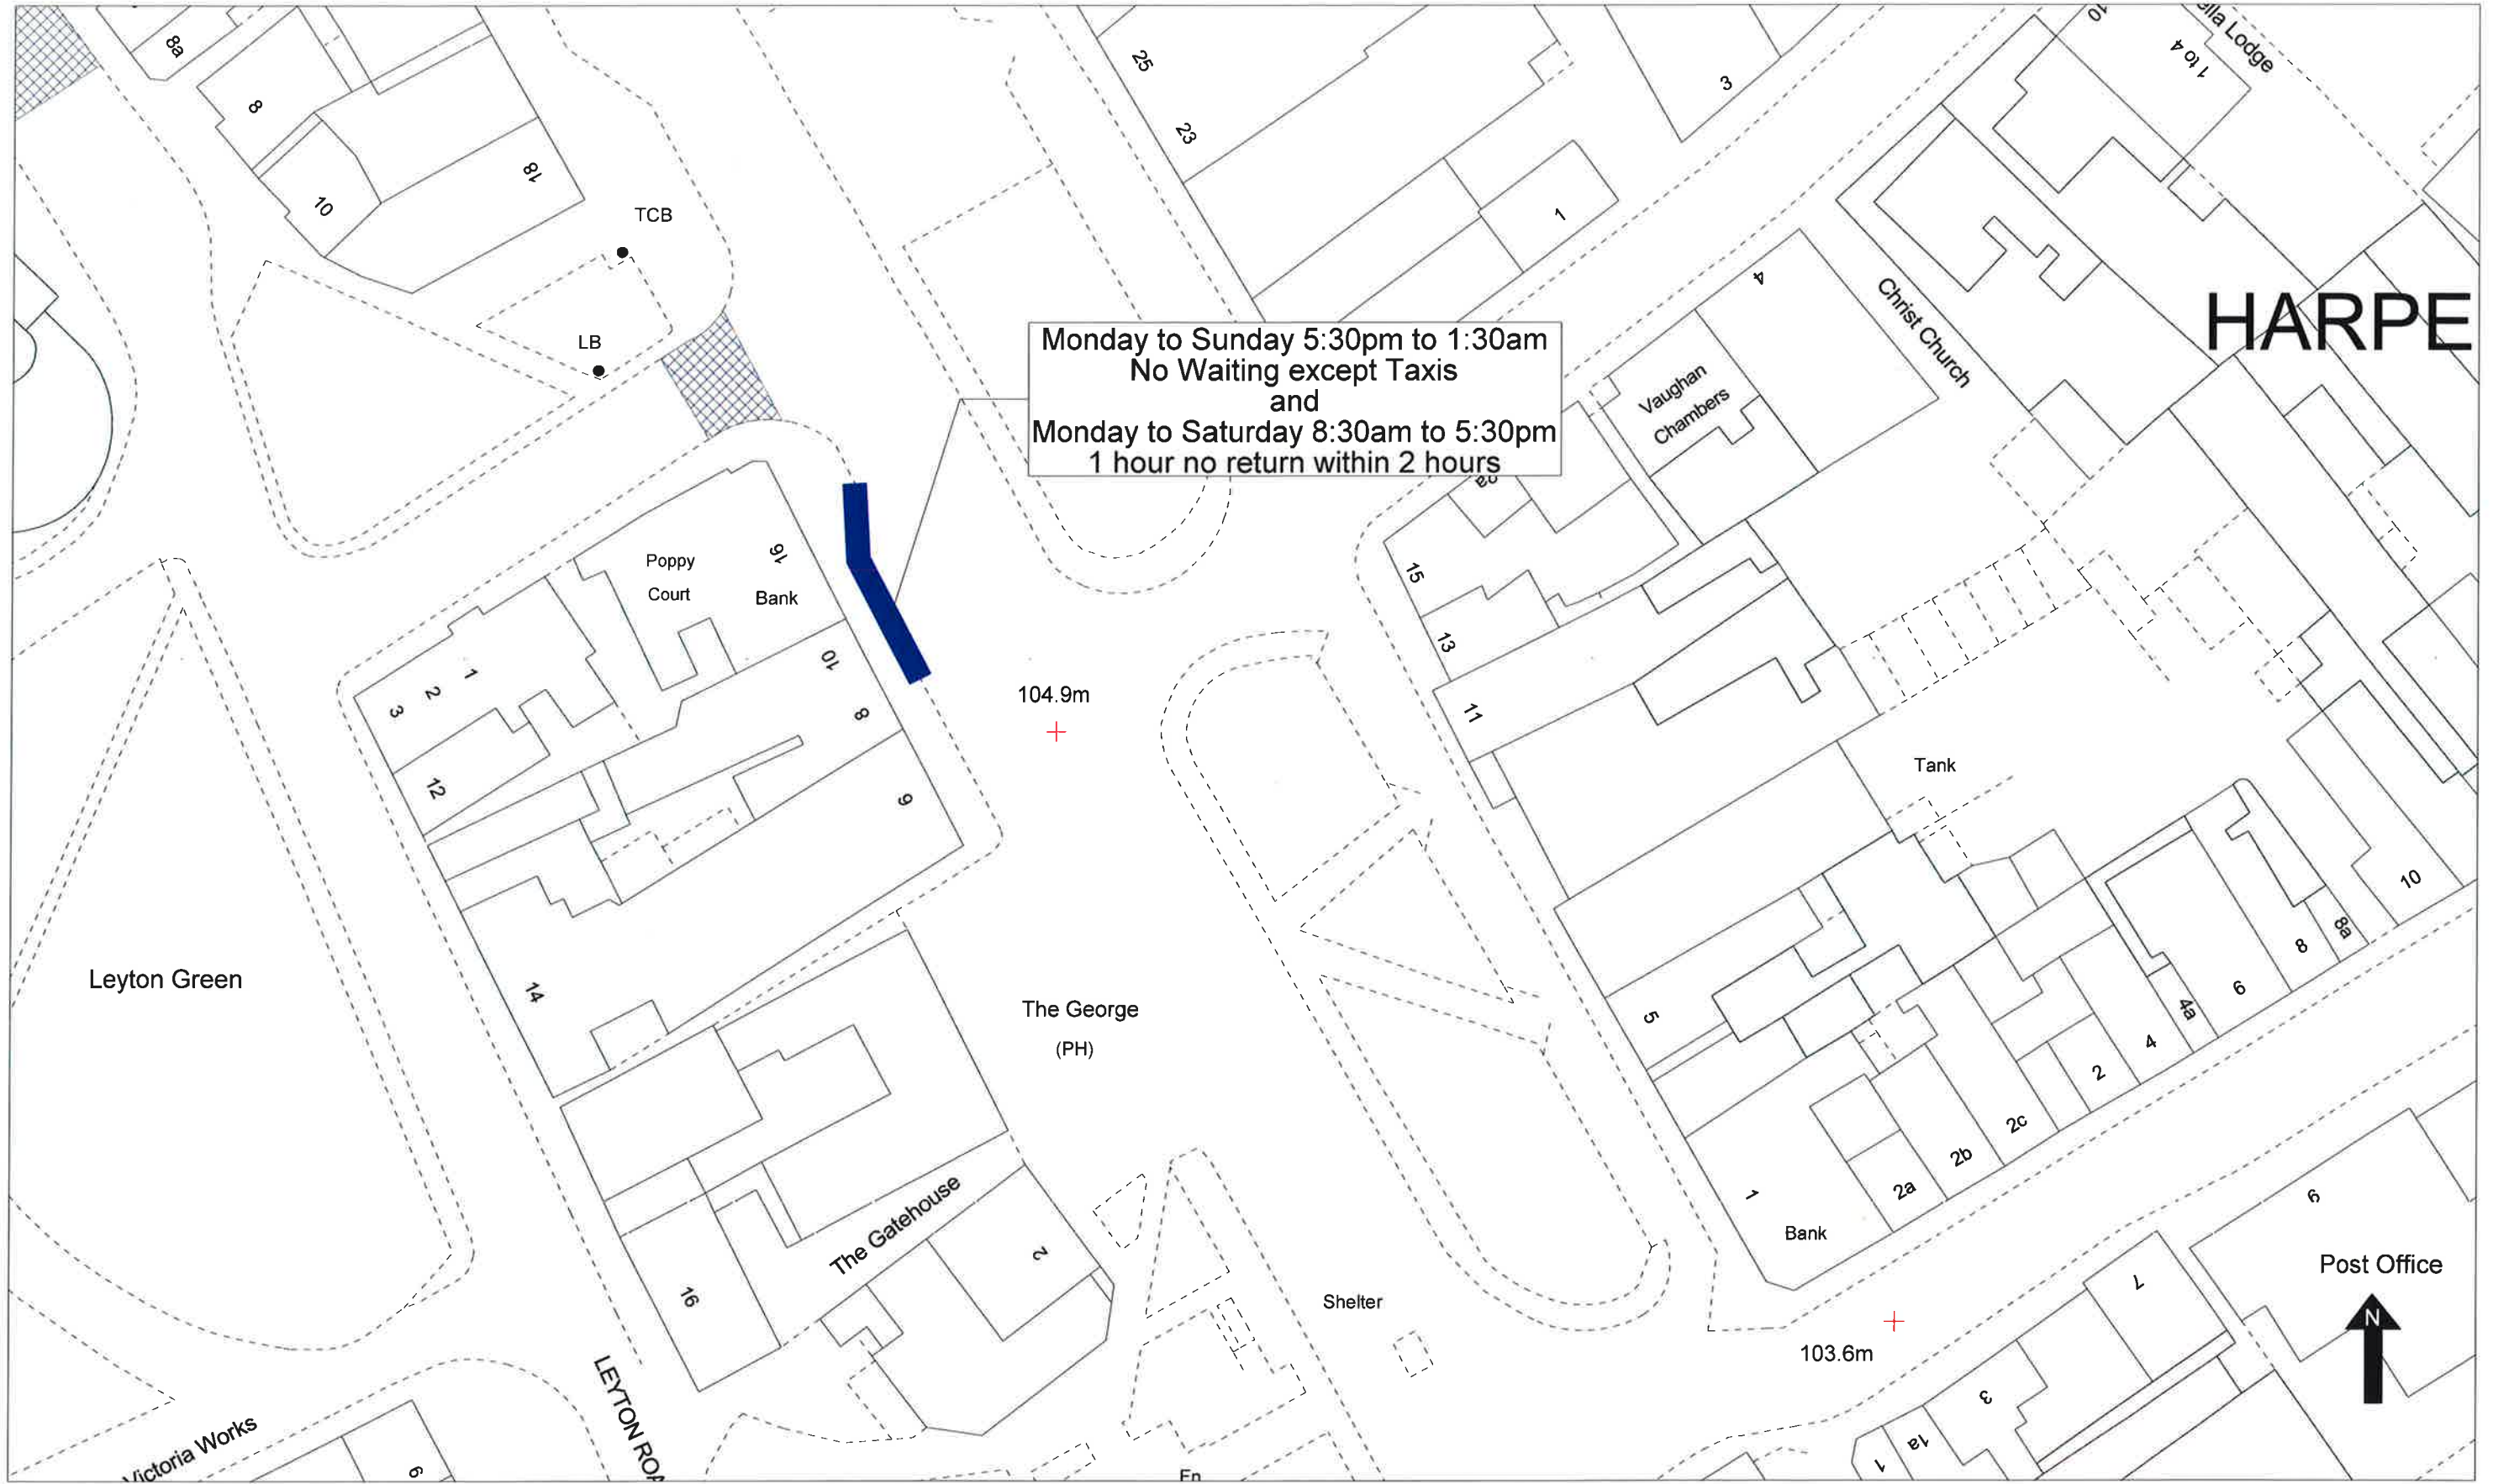 8a
8
10
18
TCB
LB
25
23
3
1
10
1 to 4
Lodge
HARPE
Monday to Sunday 5:30pm to 1:30am
No Waiting except Taxis
and
Monday to Saturday 8:30am to 5:30pm
1 hour no return within 2 hours
4
Vaughan
Chambers
Christ Church
9a
15
13
11
Poppy
Court
16
Bank
10
8
6
1
2
3
12
14
104.9m
Leyton Green
The George
(PH)
Tank
5
10
8a
8
6
4a
4
2
2c
2b
2a
1
Bank
The Gatehouse
2
16
Shelter
103.6m
9
Post Office
N
7
3
1a
1
LEYTON ROA
Victoria Works
6